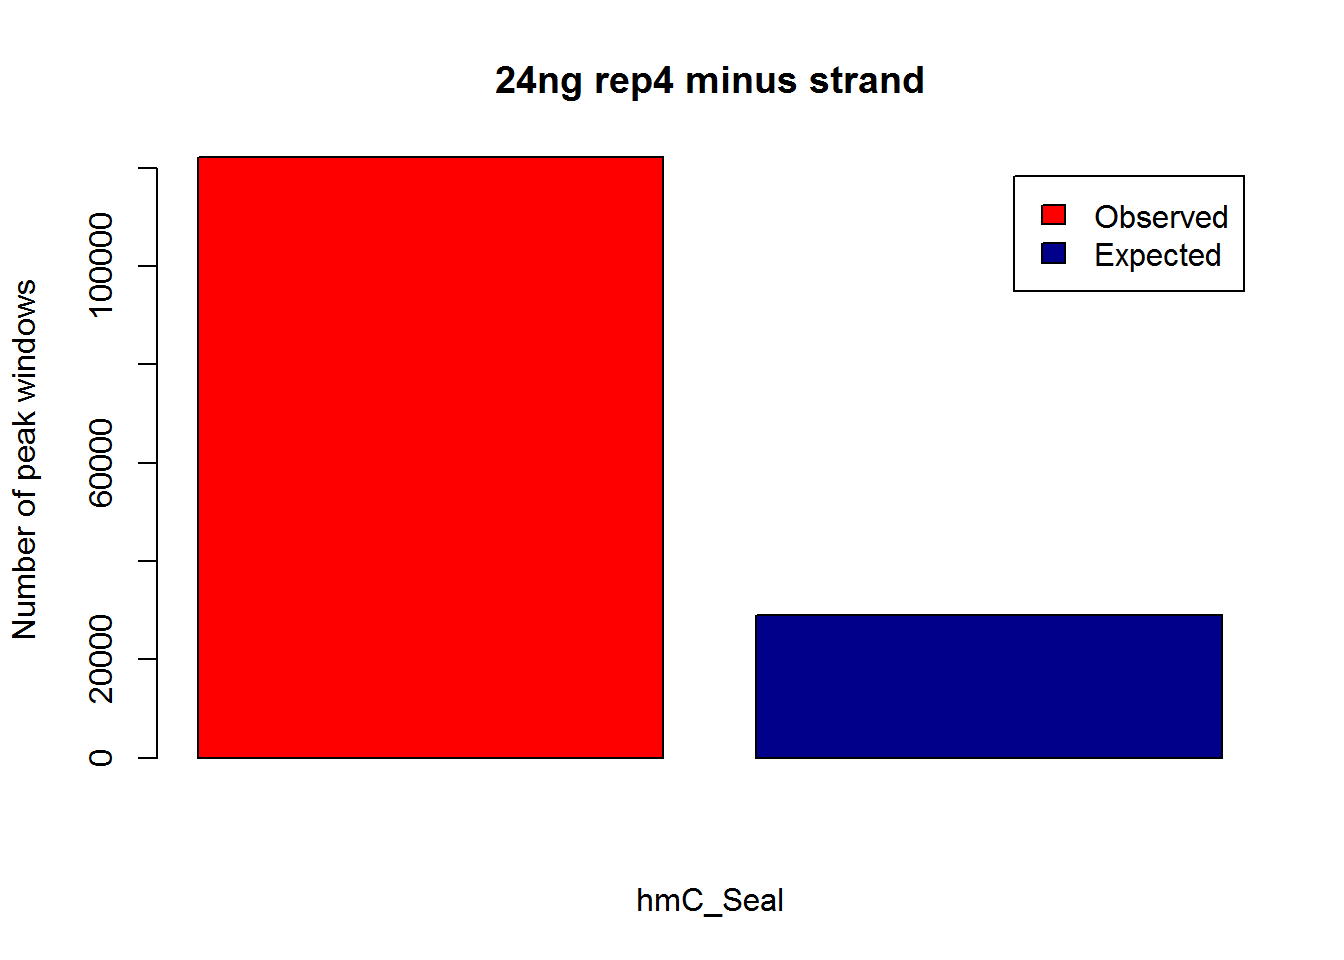 24ng rep4 minus strand
Number of peak windows
100000
60000
20000
0
Observed
Expected
hmC_Seal